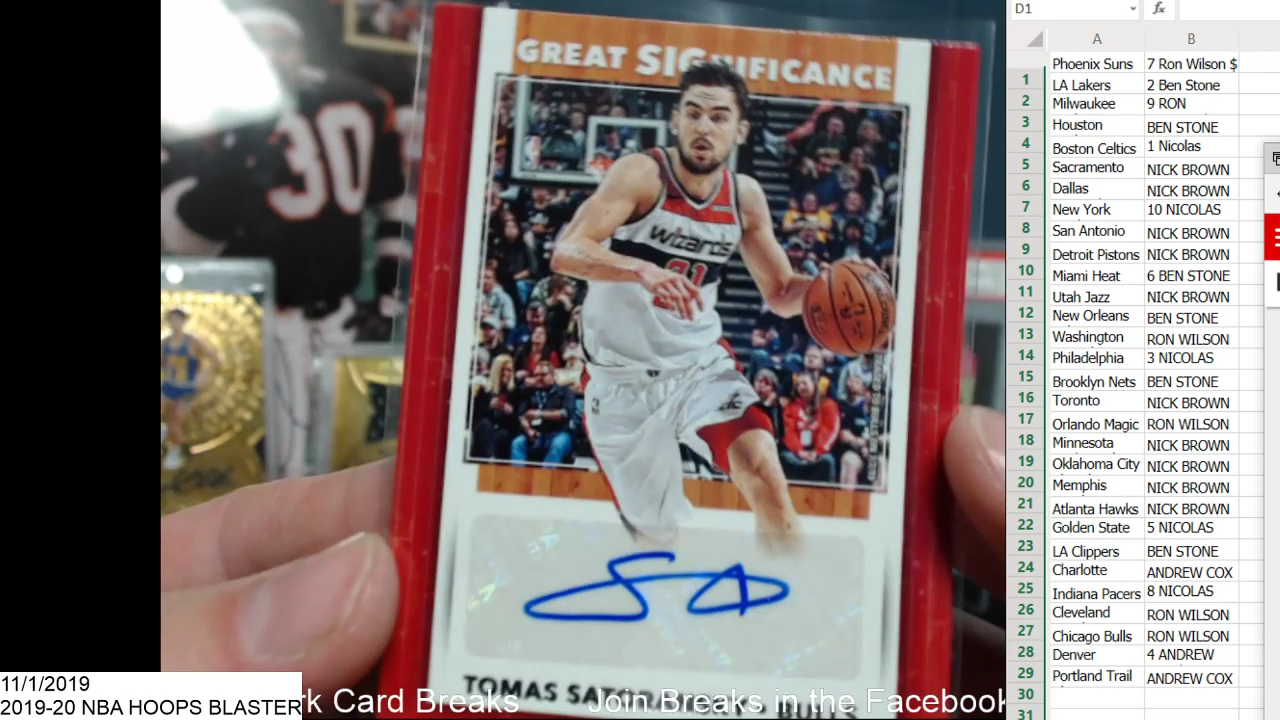 GREAT SIGNIFICANCE
30
wizards
TOMAS
BULLS
11/1/2019
2019-20 NBA HOOPS BLASTER
rk Card Breaks Join Breaks in the Facebook
D1 fx
A B
Phoenix Suns 7 Ron Wilson $
1 LA Lakers 2 Ben Stone
2 Milwaukee 9 RON
3 Houston BEN STONE
4 Boston Celtics 1 Nicolas
5 Sacramento NICK BROWN
6 Dallas NICK BROWN
7 New York 10 NICOLAS
8 San Antonio NICK BROWN
9 Detroit Pistons NICK BROWN
10 Miami Heat 6 BEN STONE
11 Utah Jazz NICK BROWN
12 New Orleans BEN STONE
13 Washington RON WILSON
14 Philadelphia 3 NICOLAS
15 Brooklyn Nets BEN STONE
16 Toronto NICK BROWN
17 Orlando Magic RON WILSON
18 Minnesota NICK BROWN
19 Oklahoma City NICK BROWN
20 Memphis NICK BROWN
21 Atlanta Hawks NICK BROWN
22 Golden State 5 NICOLAS
23 LA Clippers BEN STONE
24 Charlotte ANDREW COX
25 Indiana Pacers 8 NICOLAS
26 Cleveland RON WILSON
27 Chicago Bulls RON WILSON
28 Denver 4 ANDREW
29 Portland Trail ANDREW COX
30
31